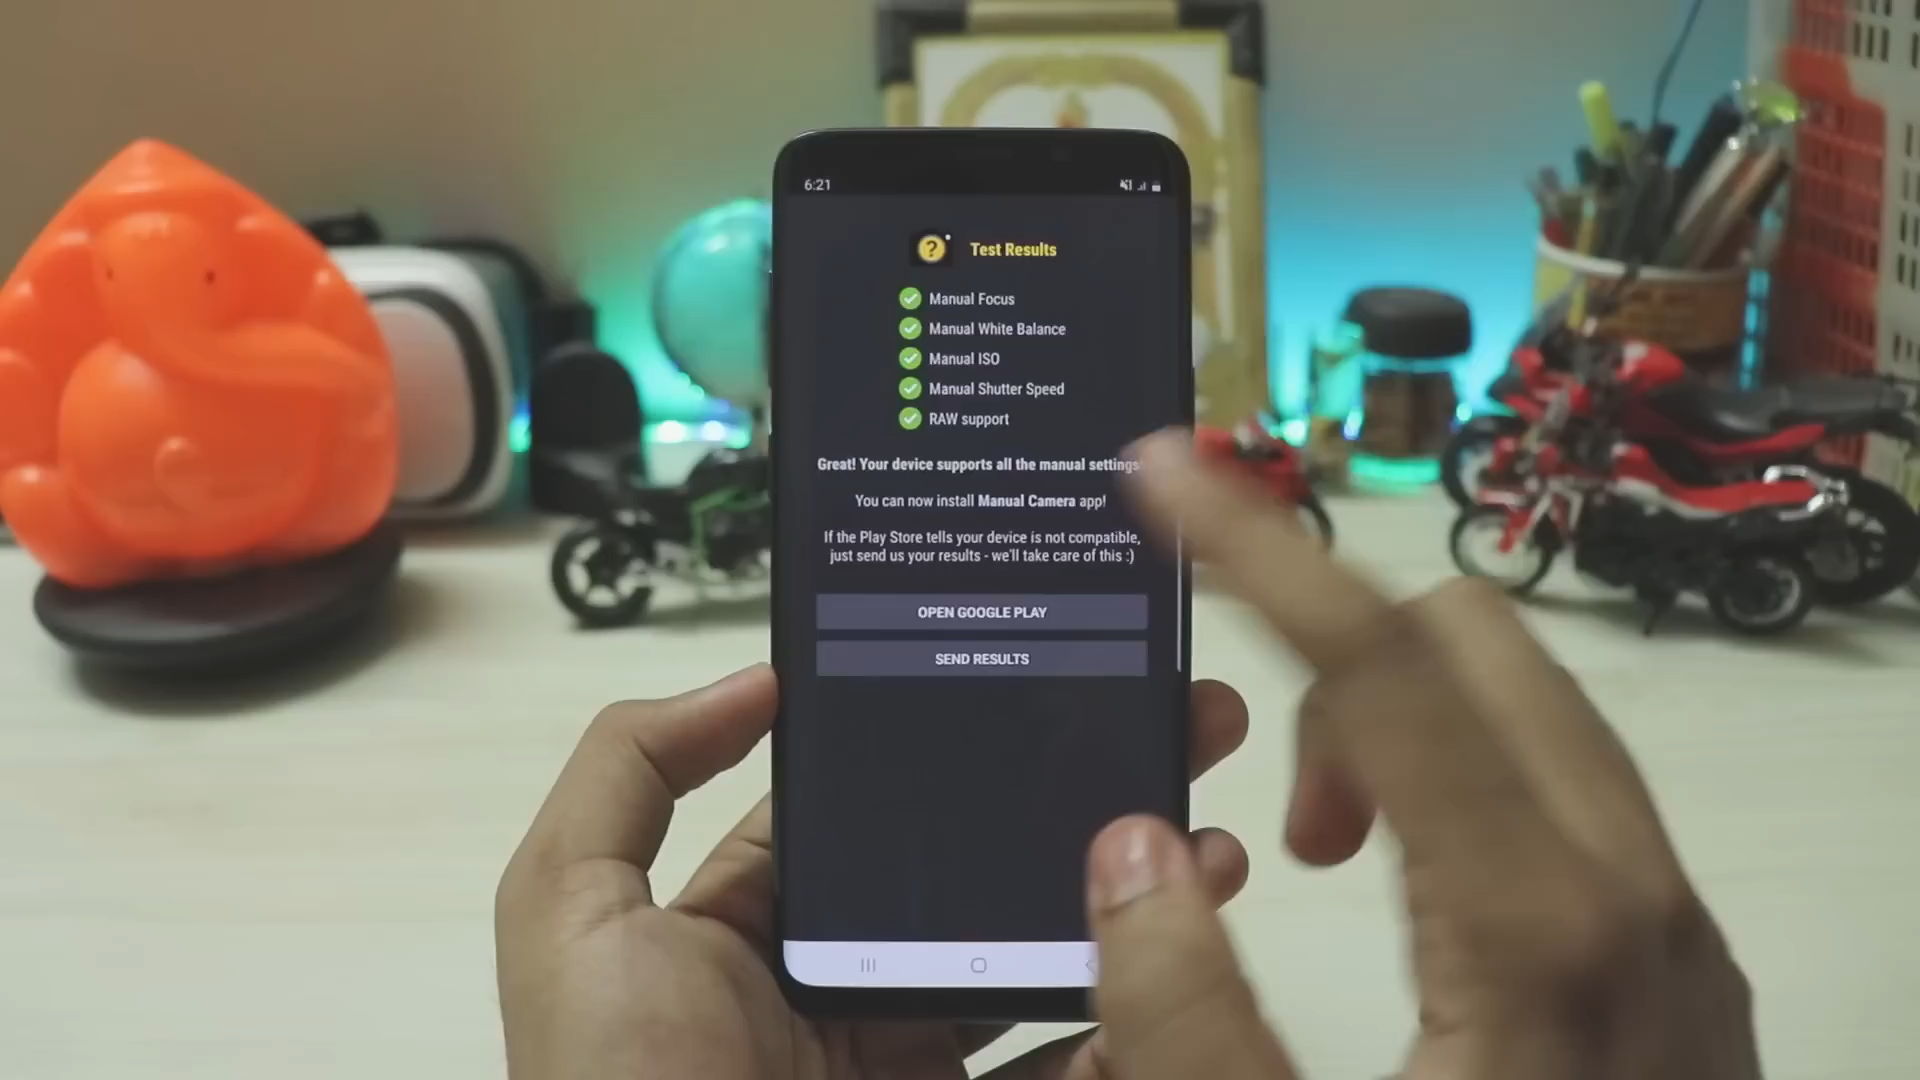 6:21
Test Results
Manual Focus
Manual White Balance
Manual ISO
Manual Shutter Speed
RAW support
Great! Your device supports all the manual settings
You can now install Manual Camera app!
If the Play Store tells your device is not compatible,
just send us your results - we'll take care of this :)
OPEN GOOGLE PLAY
SEND RESULTS